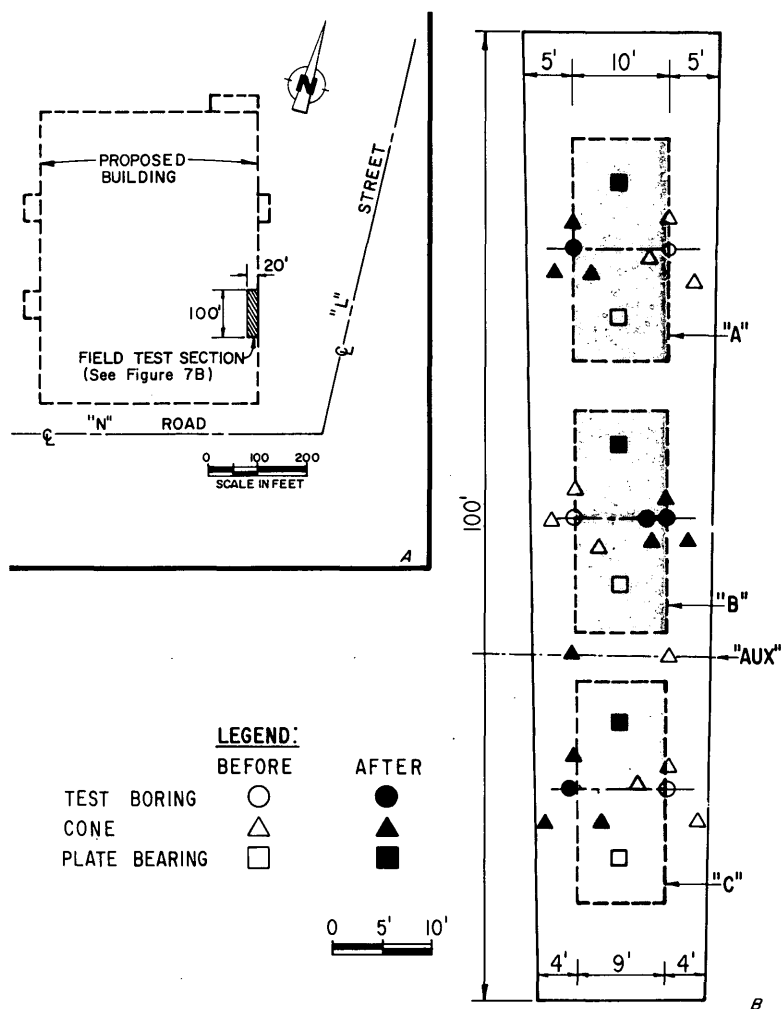 N
PROPOSED
BUILDING
STREET
"L"
℄
20'
100'
FIELD TEST SECTION
(See Figure 7B)
℄ "N" ROAD
0 100 200
SCALE IN FEET
A
5' 10' 5'
"A"
100'
"B"
"AUX"
"C"
4' 9' 4'
B
LEGEND:
BEFORE AFTER
TEST BORING
CONE
PLATE BEARING
0 5' 10'